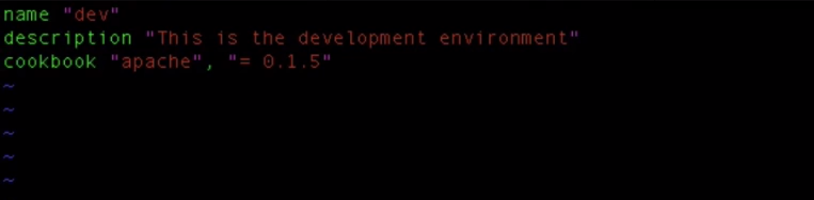 name "dev"
description "This is the development environment"
cookbook "apache", "= 0.1.5"
~
~
~
~
~